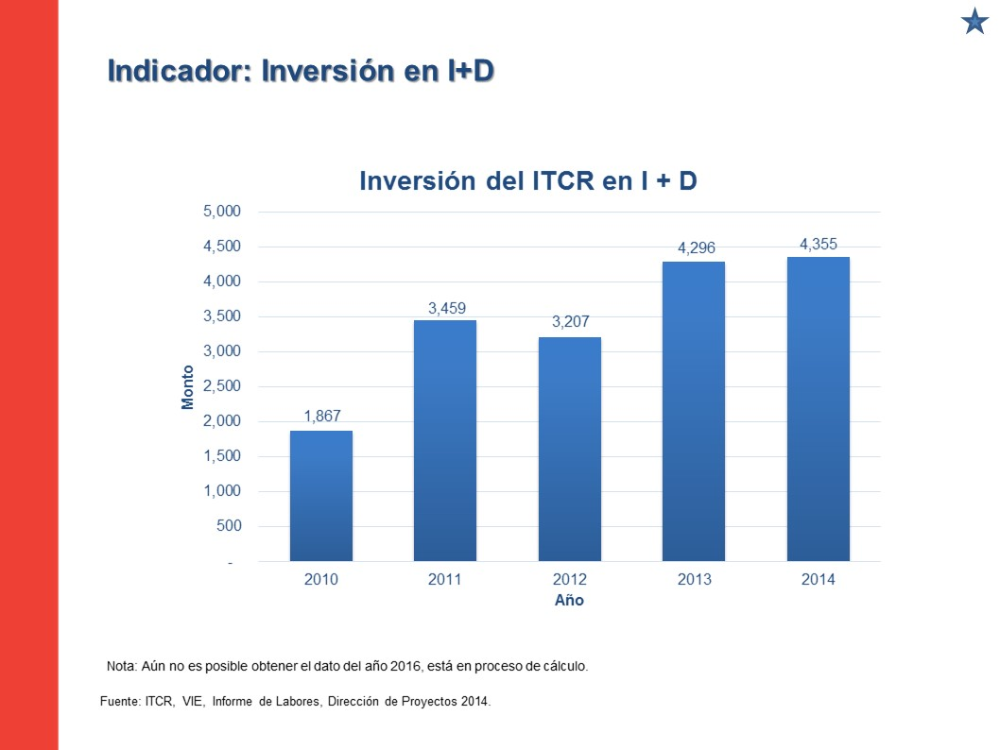 Indicador: Inversión en I+D
Inversión del ITCR en I + D
5,000
4,500
4,000
3,500
3,000
2,500
2,000
1,500
1,000
500
-
Monto
1,867
3,459
3,207
4,296
4,355
2010 2011 2012 2013 2014
Año
Nota: Aún no es posible obtener el dato del año 2016, está en proceso de cálculo.
Fuente: ITCR, VIE, Informe de Labores, Dirección de Proyectos 2014.